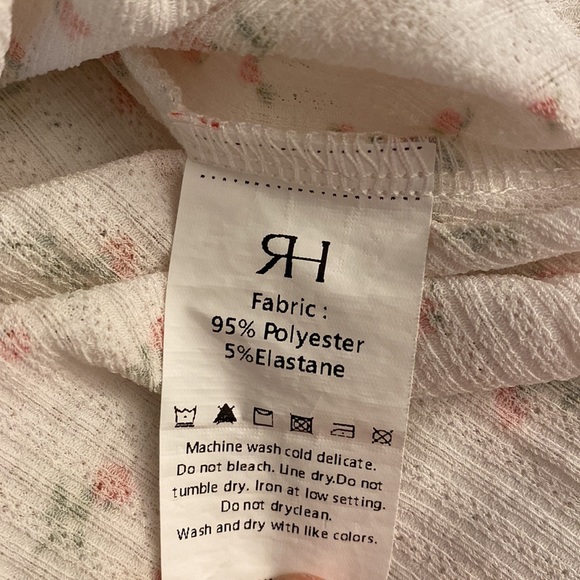 RH
Fabric :
95% Polyester
5%Elastane
Machine wash cold delicate.
Do not bleach. Line dry.Do not
tumble dry. Iron at low setting.
Do not dryclean.
Wash and dry with like colors.